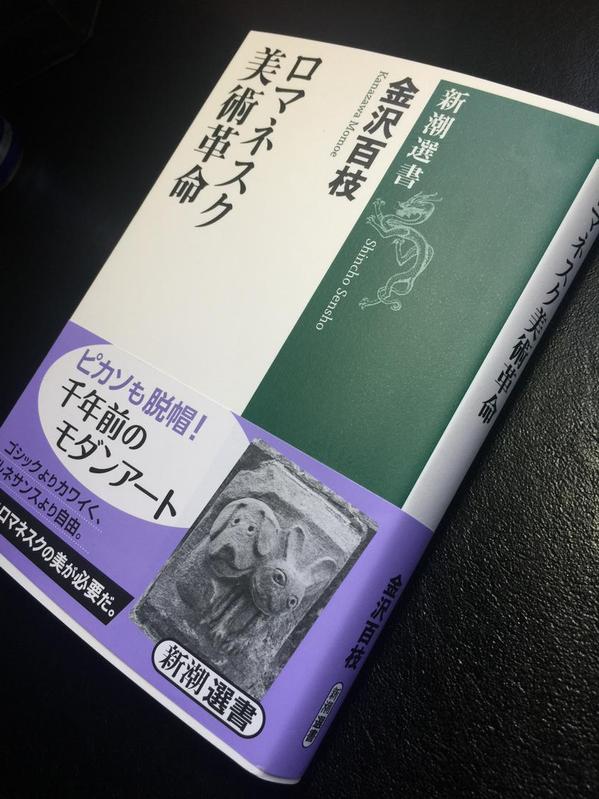 ロマネスク
美術革命
金沢百枝
Kanazawa Momoe
新潮選書
Shincho Sensho
ピカソも脱帽！
千年前の
モダンアート
ゴシックよりカワイく、
ルネサンスより自由。
ロマネスクの美が必要だ。
新潮選書
ロマネスク美術革命
金沢百枝
新潮選書